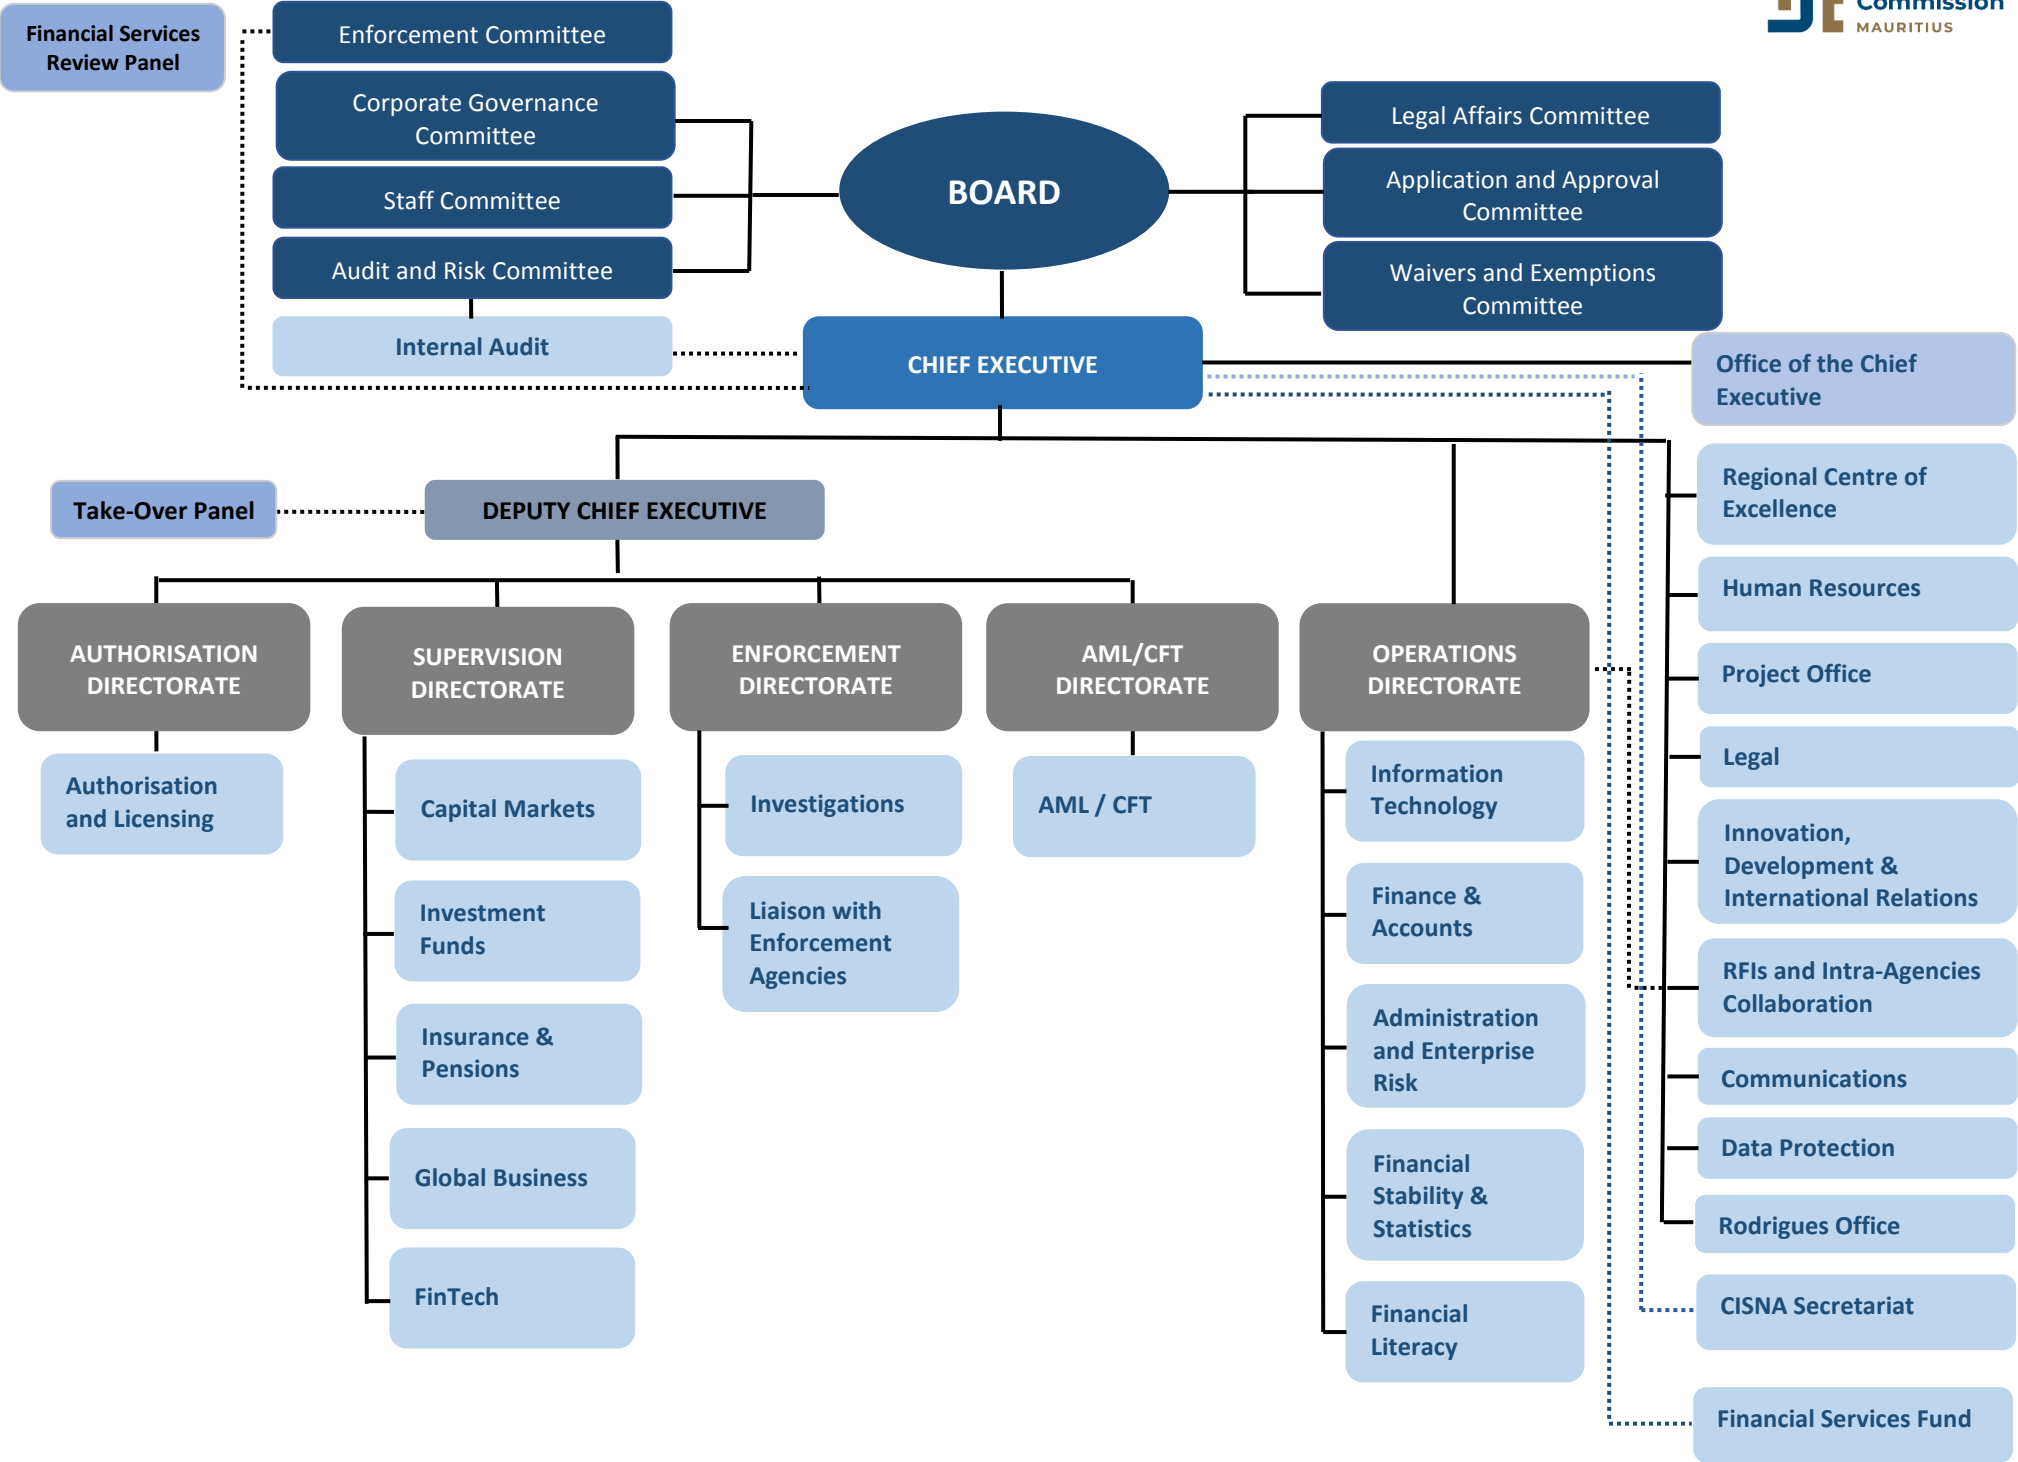 Commission
MAURITIUS
Financial Services
Review Panel
Enforcement Committee
Corporate Governance
Committee
Staff Committee
Audit and Risk Committee
Internal Audit
BOARD
Legal Affairs Committee
Application and Approval
Committee
Waivers and Exemptions
Committee
CHIEF EXECUTIVE
Office of the Chief
Executive
Take-Over Panel
DEPUTY CHIEF EXECUTIVE
AUTHORISATION
DIRECTORATE
Authorisation
and Licensing
SUPERVISION
DIRECTORATE
Capital Markets
Investment
Funds
Insurance &
Pensions
Global Business
FinTech
ENFORCEMENT
DIRECTORATE
Investigations
Liaison with
Enforcement
Agencies
AML/CFT
DIRECTORATE
AML / CFT
OPERATIONS
DIRECTORATE
Information
Technology
Finance &
Accounts
Administration
and Enterprise
Risk
Financial
Stability &
Statistics
Financial
Literacy
Regional Centre of
Excellence
Human Resources
Project Office
Legal
Innovation,
Development &
International Relations
RFIs and Intra-Agencies
Collaboration
Communications
Data Protection
Rodrigues Office
CISNA Secretariat
Financial Services Fund